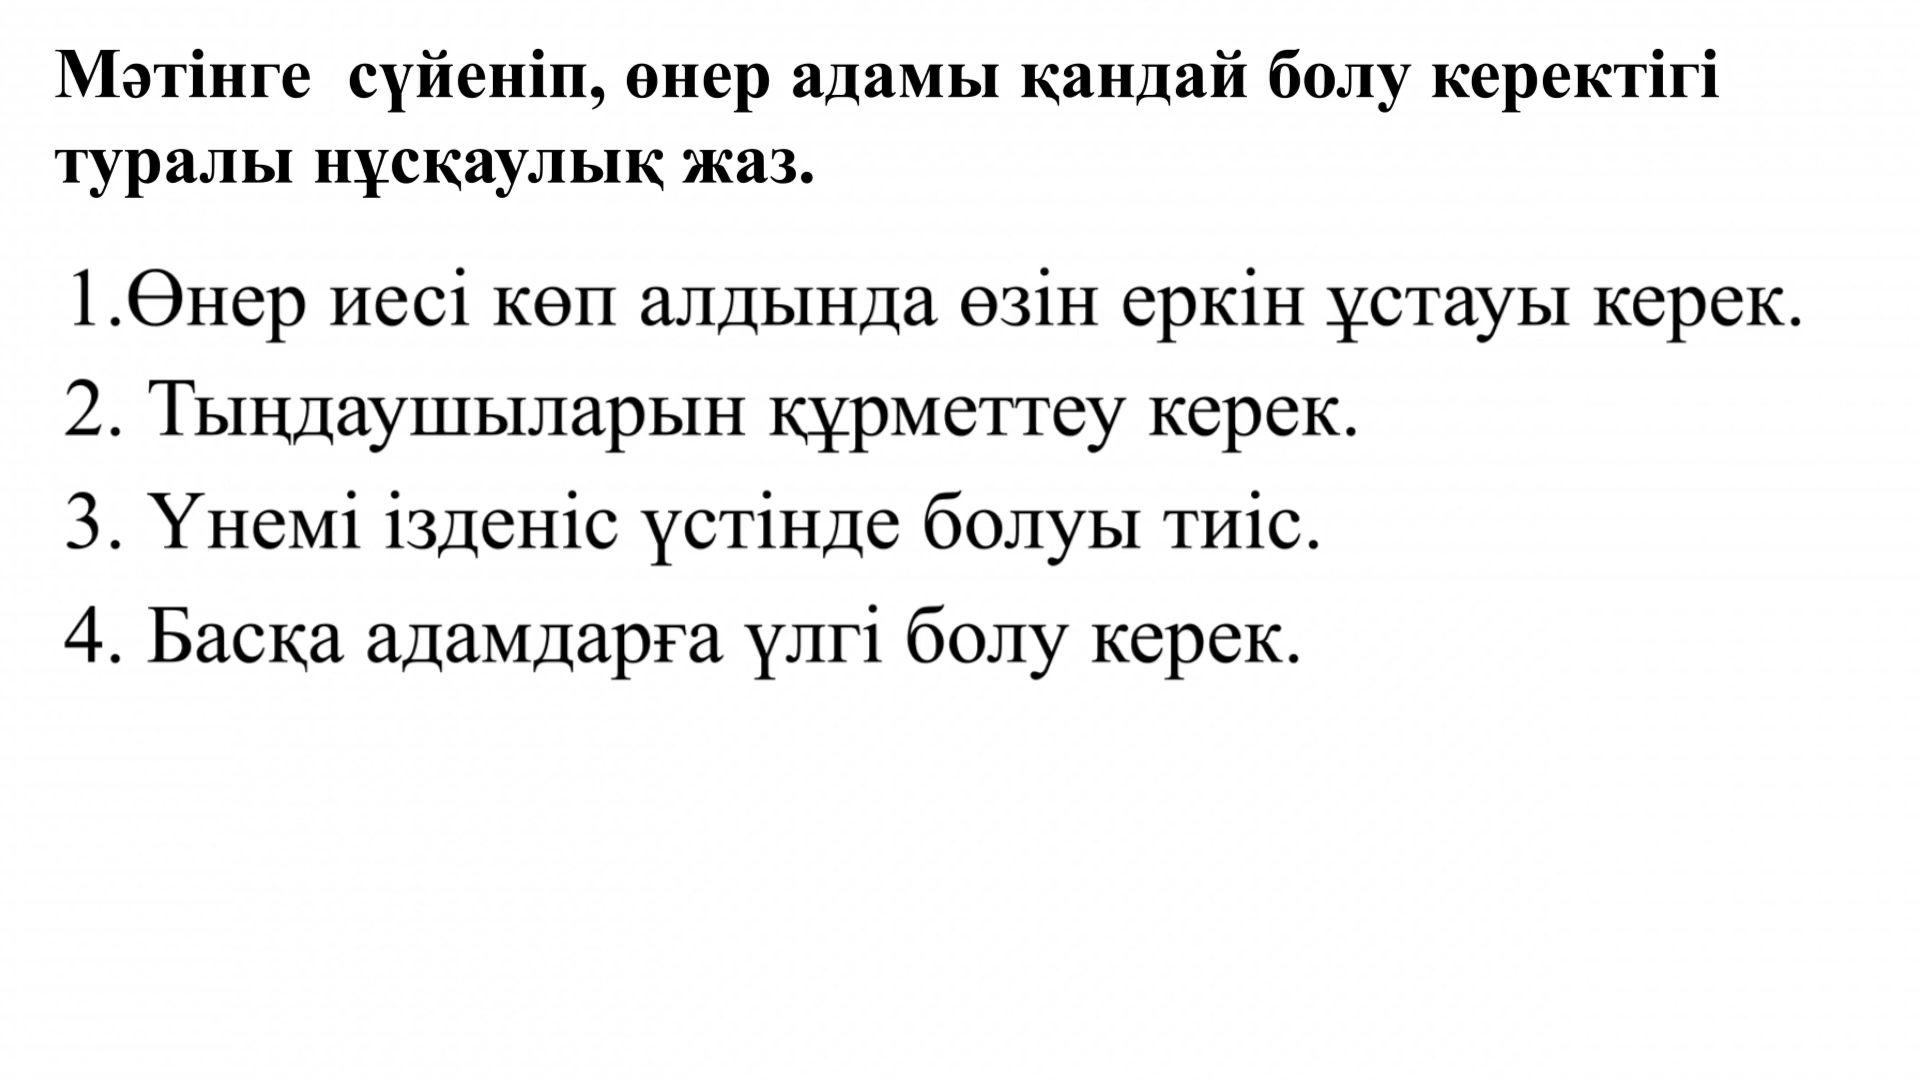 Мәтінге  сүйеніп, өнер адамы қандай болу керектігі
туралы нұсқаулық жаз.
1.Өнер иесі көп алдында өзін еркін ұстауы керек.
2. Тыңдаушыларын құрметтеу керек.
3. Үнемі ізденіс үстінде болуы тиіс.
4. Басқа адамдарға үлгі болу керек.